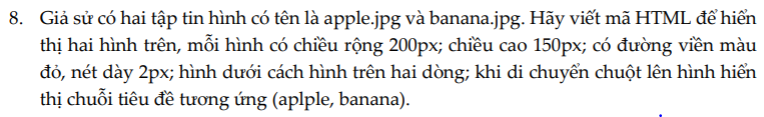 8. Giả sử có hai tập tin hình có tên là apple.jpg và banana.jpg. Hãy viết mã HTML để hiển
thị hai hình trên, mỗi hình có chiều rộng 200px; chiều cao 150px; có đường viền màu
đỏ, nét dày 2px; hình dưới cách hình trên hai dòng; khi di chuyển chuột lên hình hiển
thị chuỗi tiêu đề tương ứng (aplple, banana).